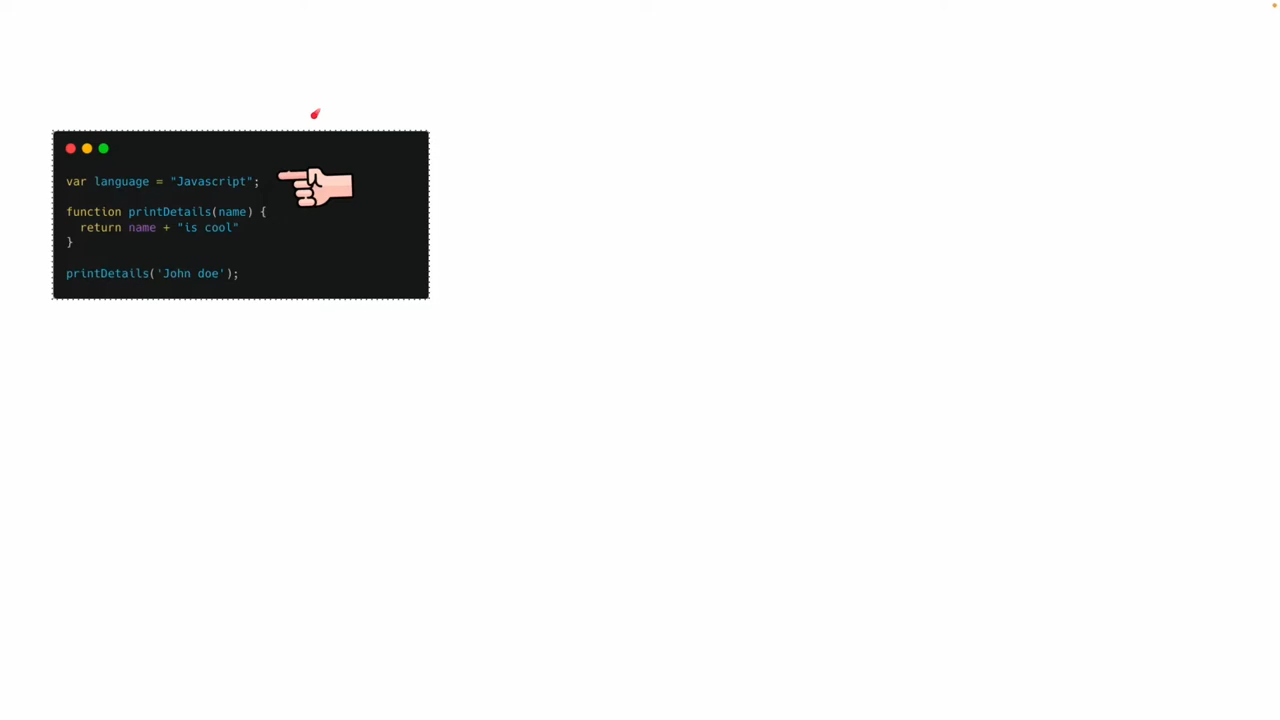 var language = "Javascript";
function printDetails(name) {
return name + "is cool"
}
printDetails('John doe');